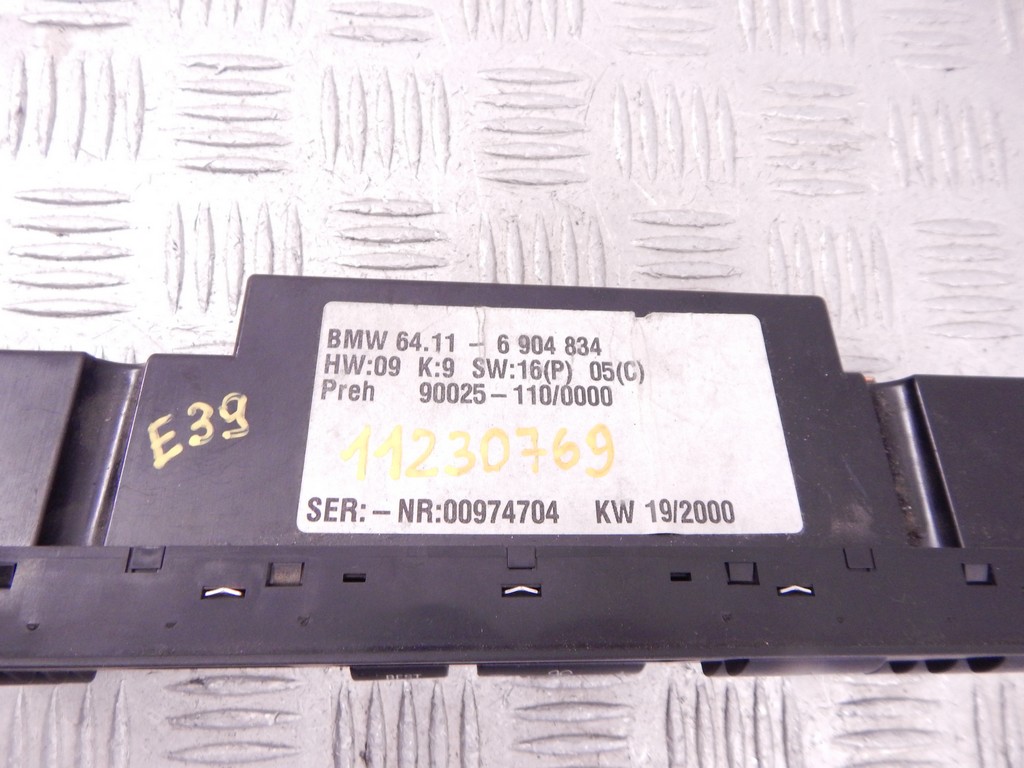 BMW 64.11 - 6 904 834
HW:09 K:9 SW:16(P) 05(C)
Preh 90025-110/0000
E39
11230769
SER:-NR:00974704 KW 19/2000
REST